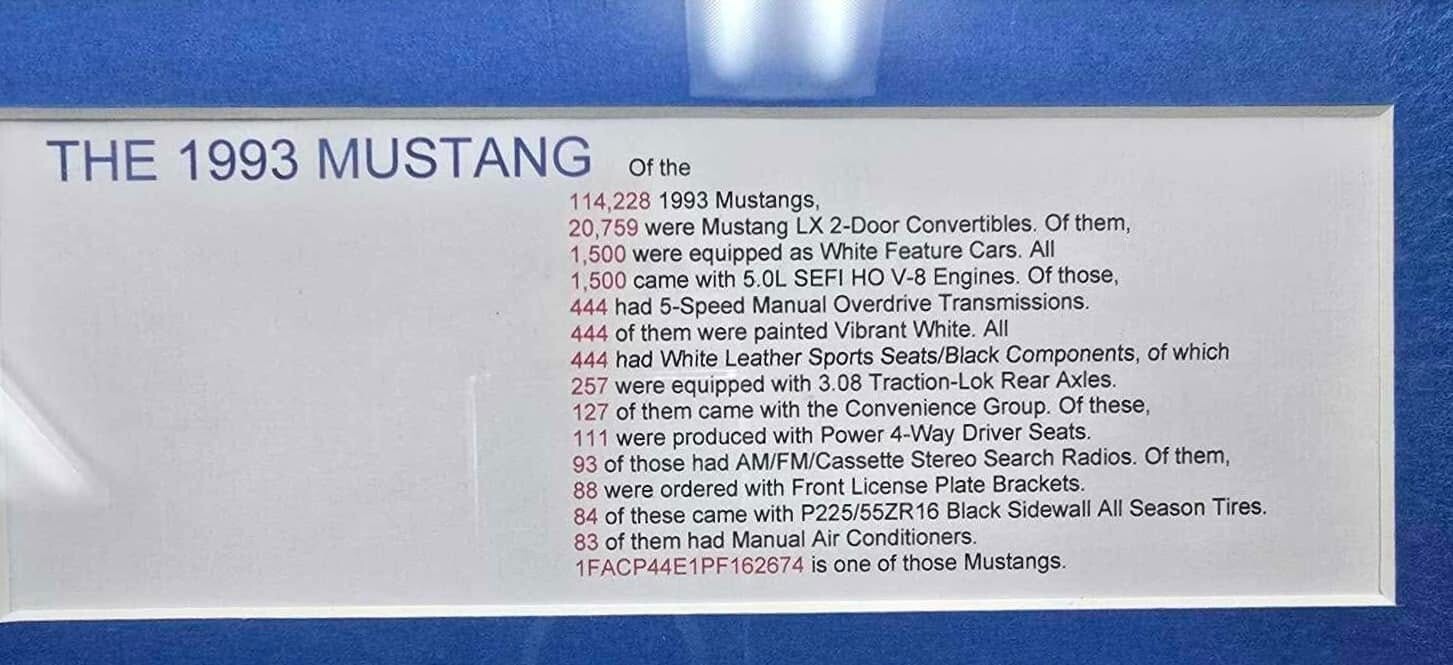 THE 1993 MUSTANG Of the
114,228 1993 Mustangs,
20,759 were Mustang LX 2-Door Convertibles. Of them,
1,500 were equipped as White Feature Cars. All
1,500 came with 5.0L SEFI HO V-8 Engines. Of those,
444 had 5-Speed Manual Overdrive Transmissions.
444 of them were painted Vibrant White. All
444 had White Leather Sports Seats/Black Components, of which
257 were equipped with 3.08 Traction-Lok Rear Axles.
127 of them came with the Convenience Group. Of these,
111 were produced with Power 4-Way Driver Seats.
93 of those had AM/FM/Cassette Stereo Search Radios. Of them,
88 were ordered with Front License Plate Brackets.
84 of these came with P225/55ZR16 Black Sidewall All Season Tires.
83 of them had Manual Air Conditioners.
1FACP44E1PF162674 is one of those Mustangs.